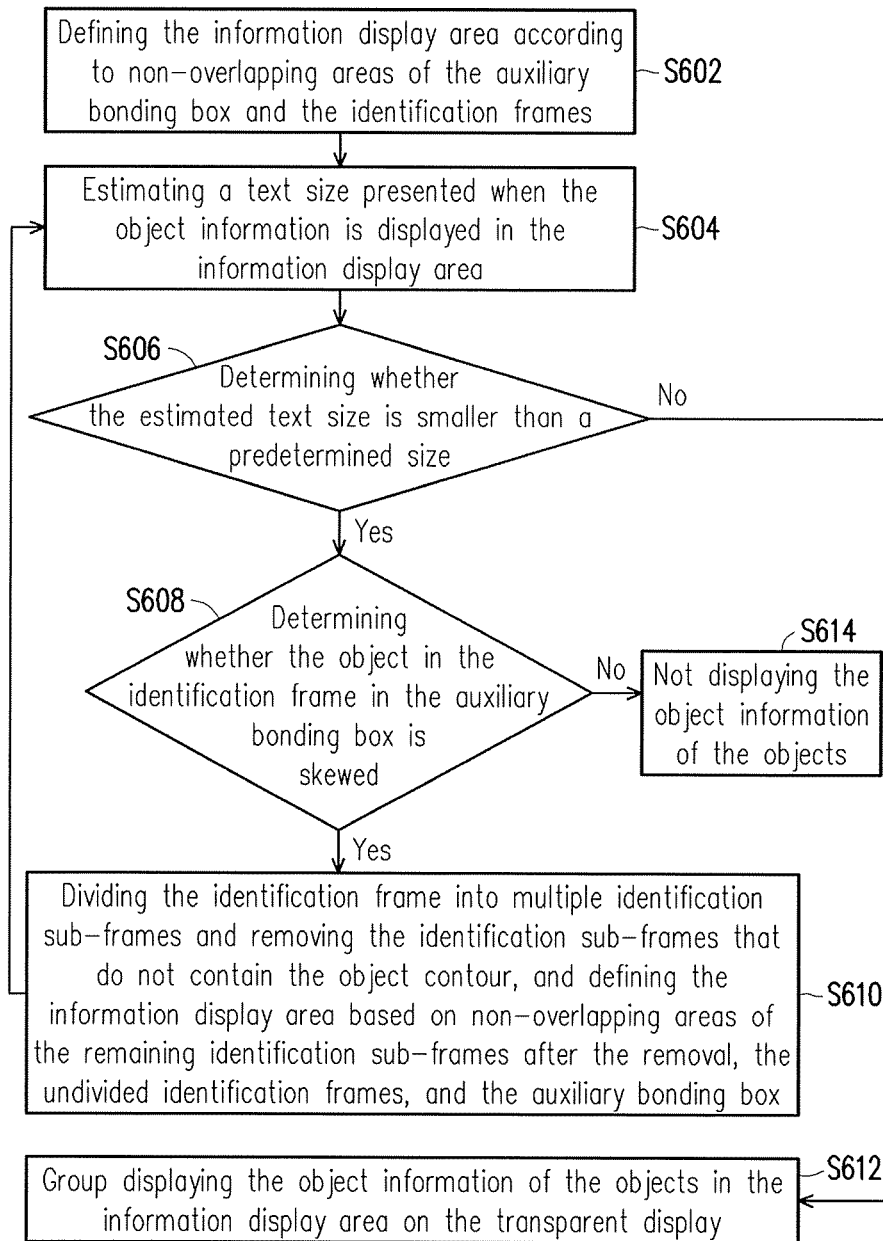 Defining the information display area according
to non-overlapping areas of the auxiliary
bonding box and the identification frames
S602
Estimating a text size presented when the
object information is displayed in the
information display area
S604
S606
Determining whether
the estimated text size is smaller than a
predetermined size
No
Yes
S608
Determining
whether the object in the
identification frame in the auxiliary
bonding box is
skewed
No
S614
Not displaying the
object information
of the objects
Yes
Dividing the identification frame into multiple identification
sub-frames and removing the identification sub-frames that
do not contain the object contour, and defining the
information display area based on non-overlapping areas of
the remaining identification sub-frames after the removal, the
undivided identification frames, and the auxiliary bonding box
S610
Group displaying the object information of the objects in the
information display area on the transparent display
S612